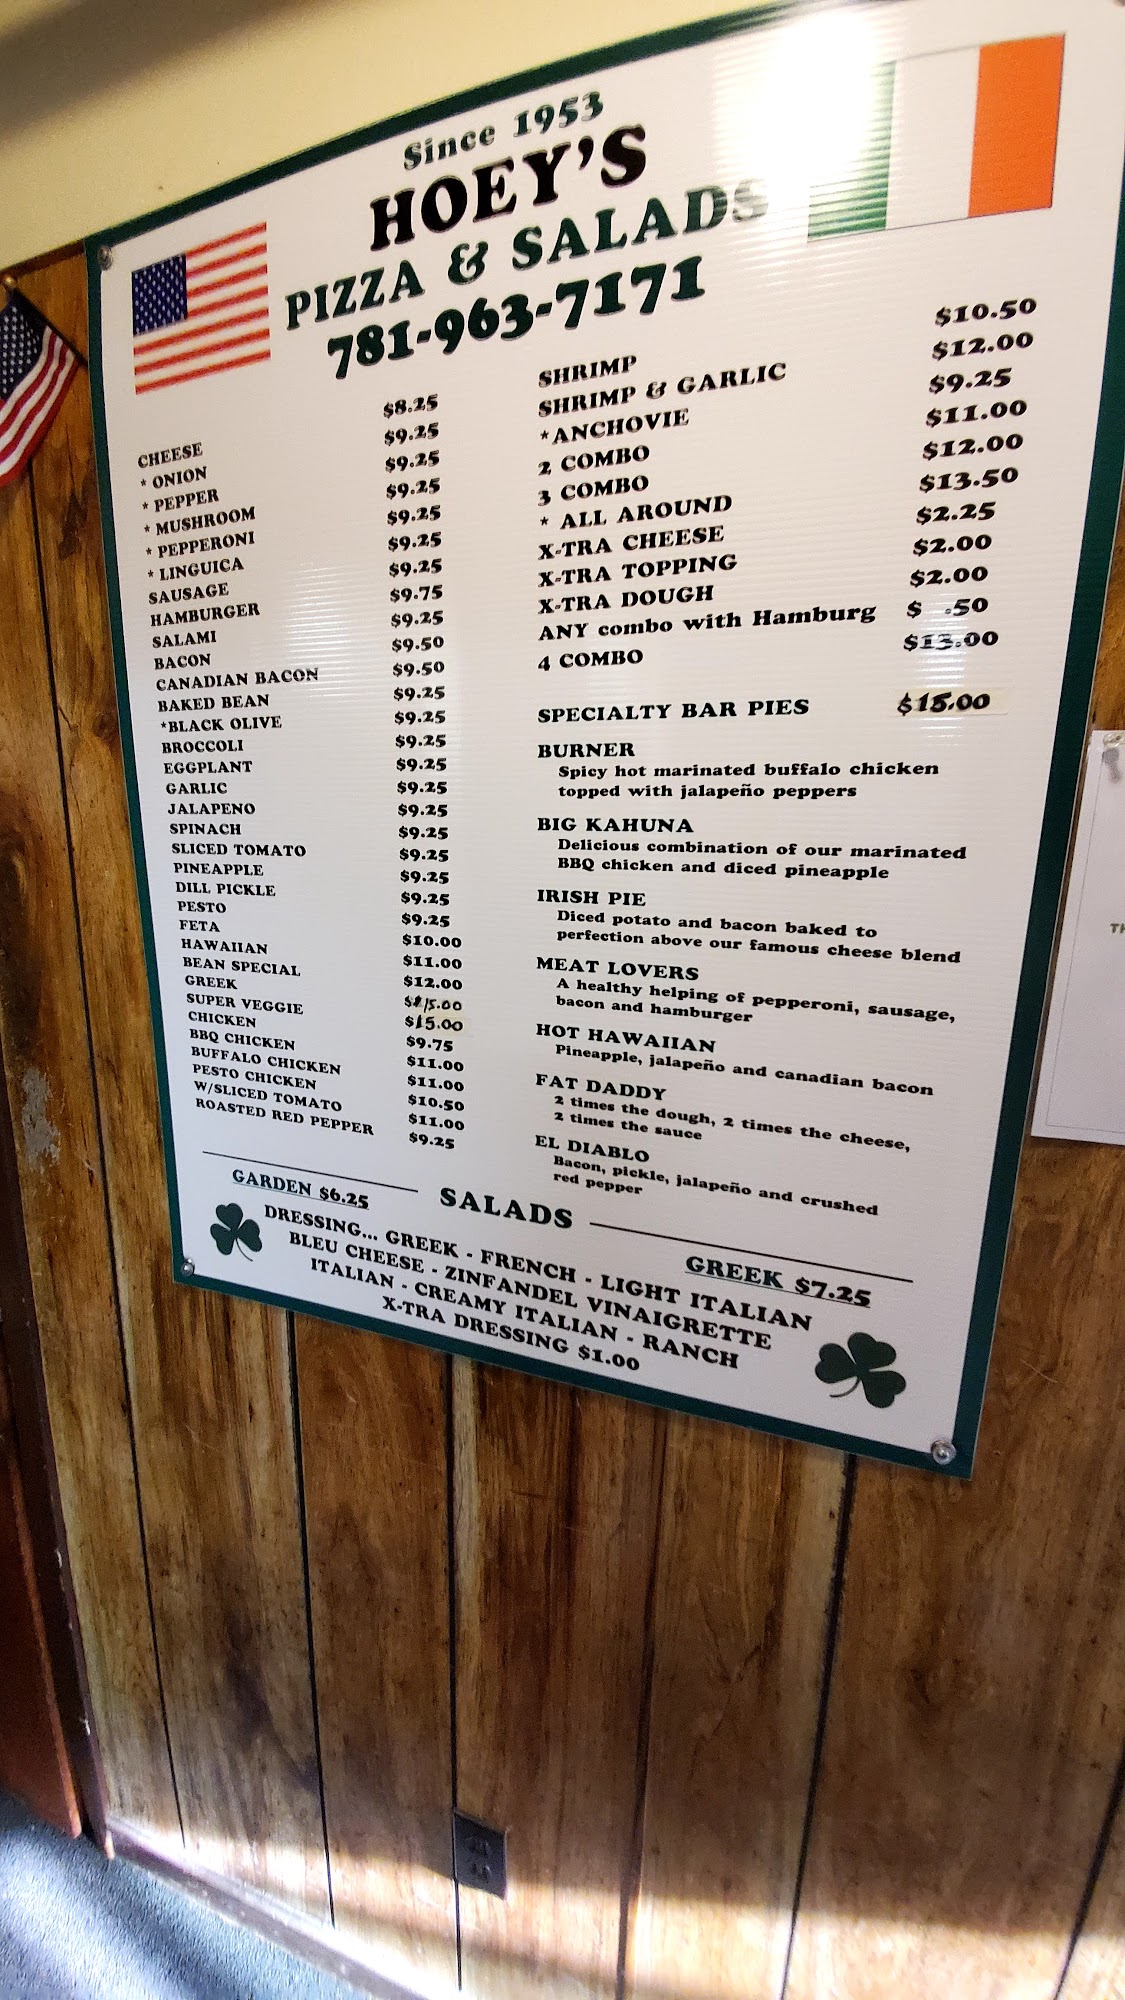 Since 1953
HOEY'S
PIZZA & SALADS
781-963-7171
CHEESE $8.25
* ONION $9.25
* PEPPER $9.25
* MUSHROOM $9.25
* PEPPERONI $9.25
* LINGUICA $9.25
SAUSAGE $9.25
HAMBURGER $9.75
SALAMI $9.25
BACON $9.50
CANADIAN BACON $9.50
BAKED BEAN $9.25
*BLACK OLIVE $9.25
BROCCOLI $9.25
EGGPLANT $9.25
GARLIC $9.25
JALAPENO $9.25
SPINACH $9.25
SLICED TOMATO $9.25
PINEAPPLE $9.25
DILL PICKLE $9.25
PESTO $9.25
FETA $10.00
HAWAIIAN $11.00
BEAN SPECIAL $12.00
GREEK $15.00
SUPER VEGGIE $15.00
CHICKEN $9.75
BBQ CHICKEN $11.00
BUFFALO CHICKEN $11.00
PESTO CHICKEN $10.50
W/SLICED TOMATO $11.00
ROASTED RED PEPPER $9.25
SHRIMP $10.50
SHRIMP & GARLIC $12.00
*ANCHOVIE $9.25
2 COMBO $11.00
3 COMBO $12.00
* ALL AROUND $13.50
X-TRA CHEESE $2.25
X-TRA TOPPING $2.00
X-TRA DOUGH $2.00
ANY combo with Hamburg $ .50
4 COMBO $13.00
SPECIALTY BAR PIES $15.00
BURNER
Spicy hot marinated buffalo chicken
topped with jalapeño peppers
BIG KAHUNA
Delicious combination of our marinated
BBQ chicken and diced pineapple
IRISH PIE
Diced potato and bacon baked to
perfection above our famous cheese blend
MEAT LOVERS
A healthy helping of pepperoni, sausage,
bacon and hamburger
HOT HAWAIIAN
Pineapple, jalapeño and canadian bacon
FAT DADDY
2 times the dough, 2 times the cheese,
2 times the sauce
EL DIABLO
Bacon, pickle, jalapeño and crushed
red pepper
SALADS
GARDEN $6.25 GREEK $7.25
DRESSING... GREEK - FRENCH - LIGHT ITALIAN
BLEU CHEESE - ZINFANDEL VINAIGRETTE
ITALIAN - CREAMY ITALIAN - RANCH
X-TRA DRESSING $1.00